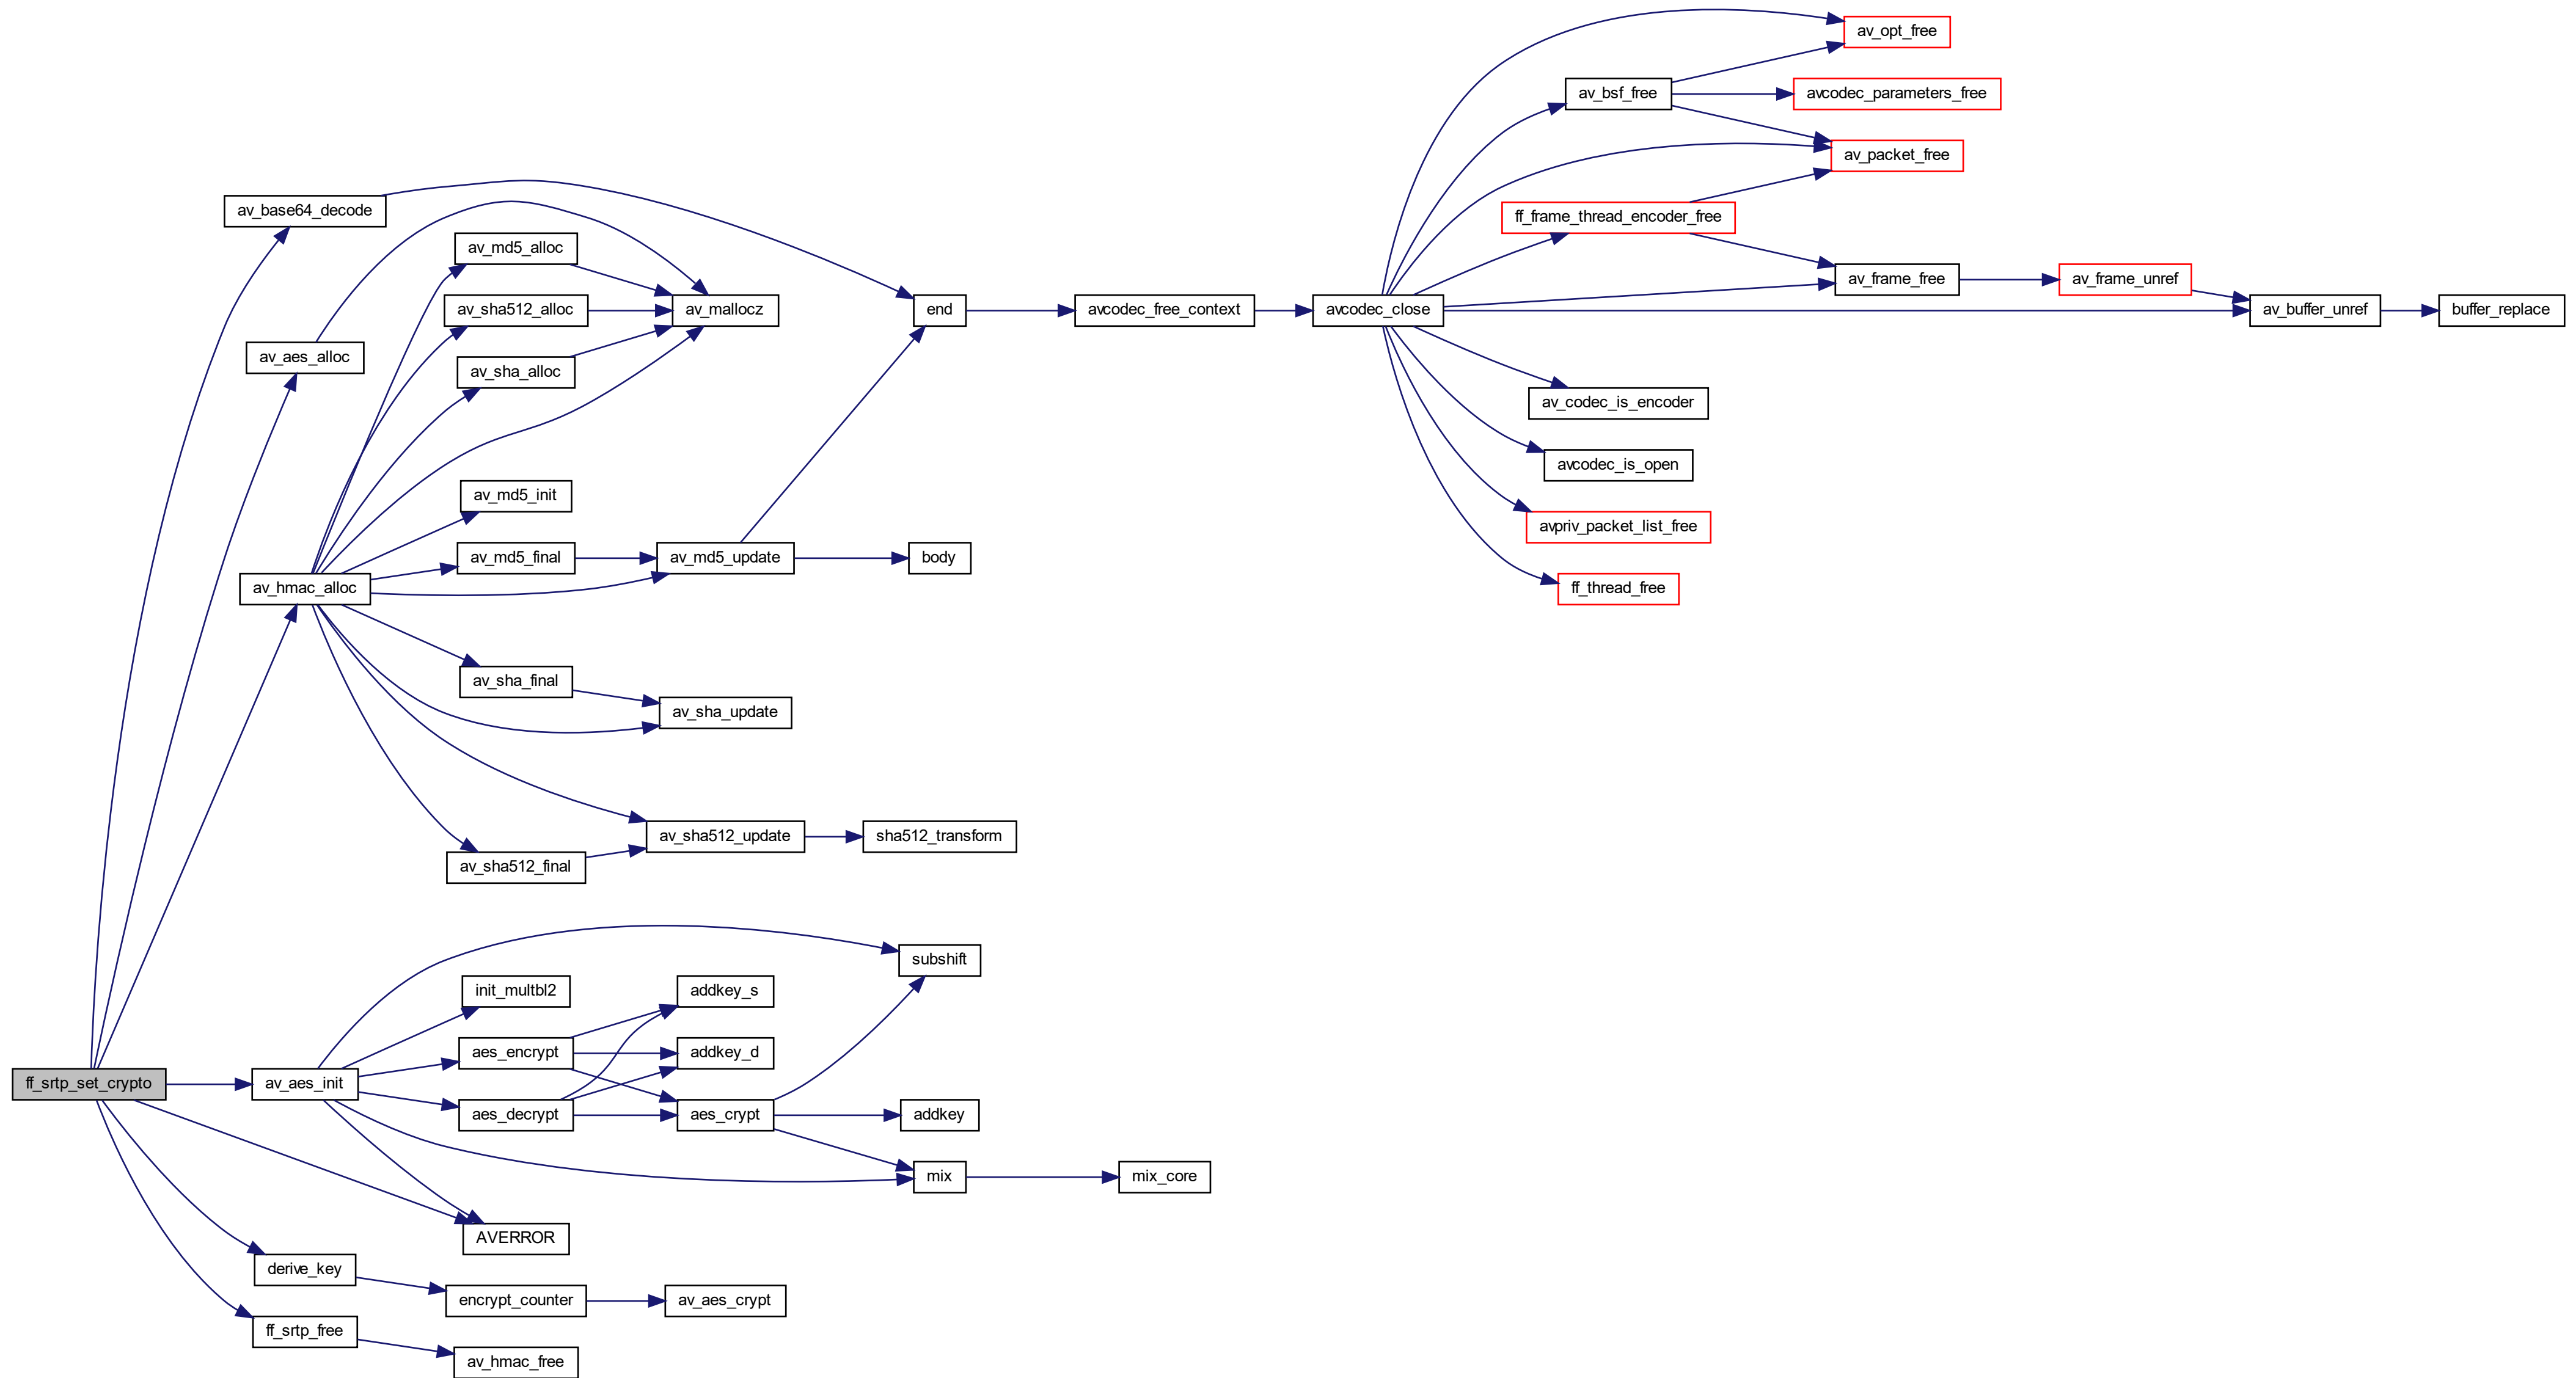 av_opt_free
av_bsf_free
avcodec_parameters_free
av_packet_free
av_base64_decode
ff_frame_thread_encoder_free
av_md5_alloc
av_frame_free
av_frame_unref
av_sha512_alloc
av_mallocz
end
avcodec_free_context
avcodec_close
av_buffer_unref
buffer_replace
av_aes_alloc
av_sha_alloc
av_codec_is_encoder
avcodec_is_open
av_md5_init
avpriv_packet_list_free
av_md5_final
av_md5_update
body
av_hmac_alloc
ff_thread_free
av_sha_final
av_sha_update
av_sha512_update
sha512_transform
av_sha512_final
subshift
init_multbl2
addkey_s
aes_encrypt
addkey_d
ff_srtp_set_crypto
av_aes_init
aes_decrypt
aes_crypt
addkey
mix
mix_core
AVERROR
derive_key
encrypt_counter
av_aes_crypt
ff_srtp_free
av_hmac_free